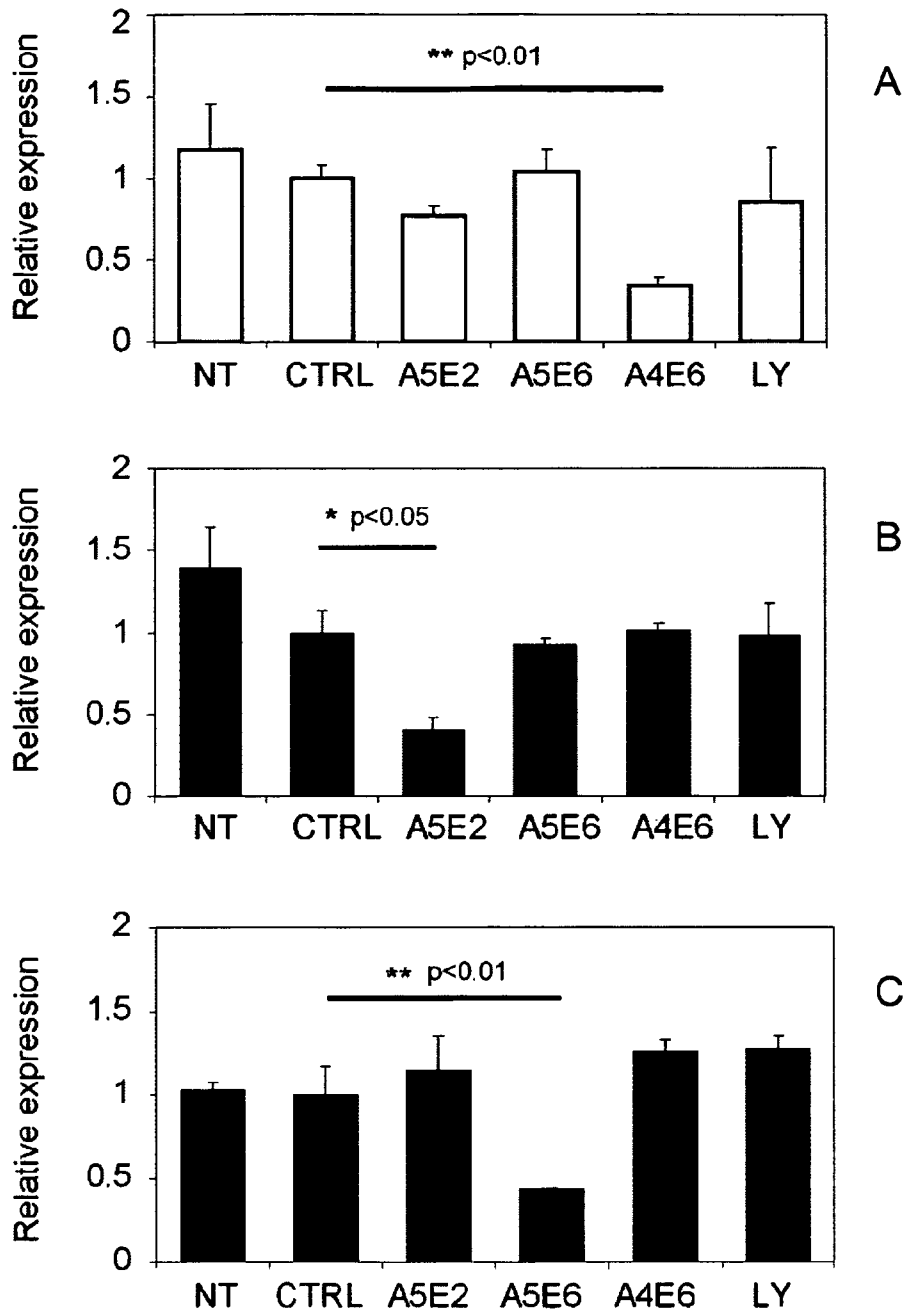 2
** p<0.01
A
1.5
1
0.5
0
Relative expression
NT CTRL A5E2 A5E6 A4E6 LY
2
* p<0.05
B
1.5
1
0.5
0
Relative expression
NT CTRL A5E2 A5E6 A4E6 LY
2
** p<0.01
C
1.5
1
0.5
0
Relative expression
NT CTRL A5E2 A5E6 A4E6 LY